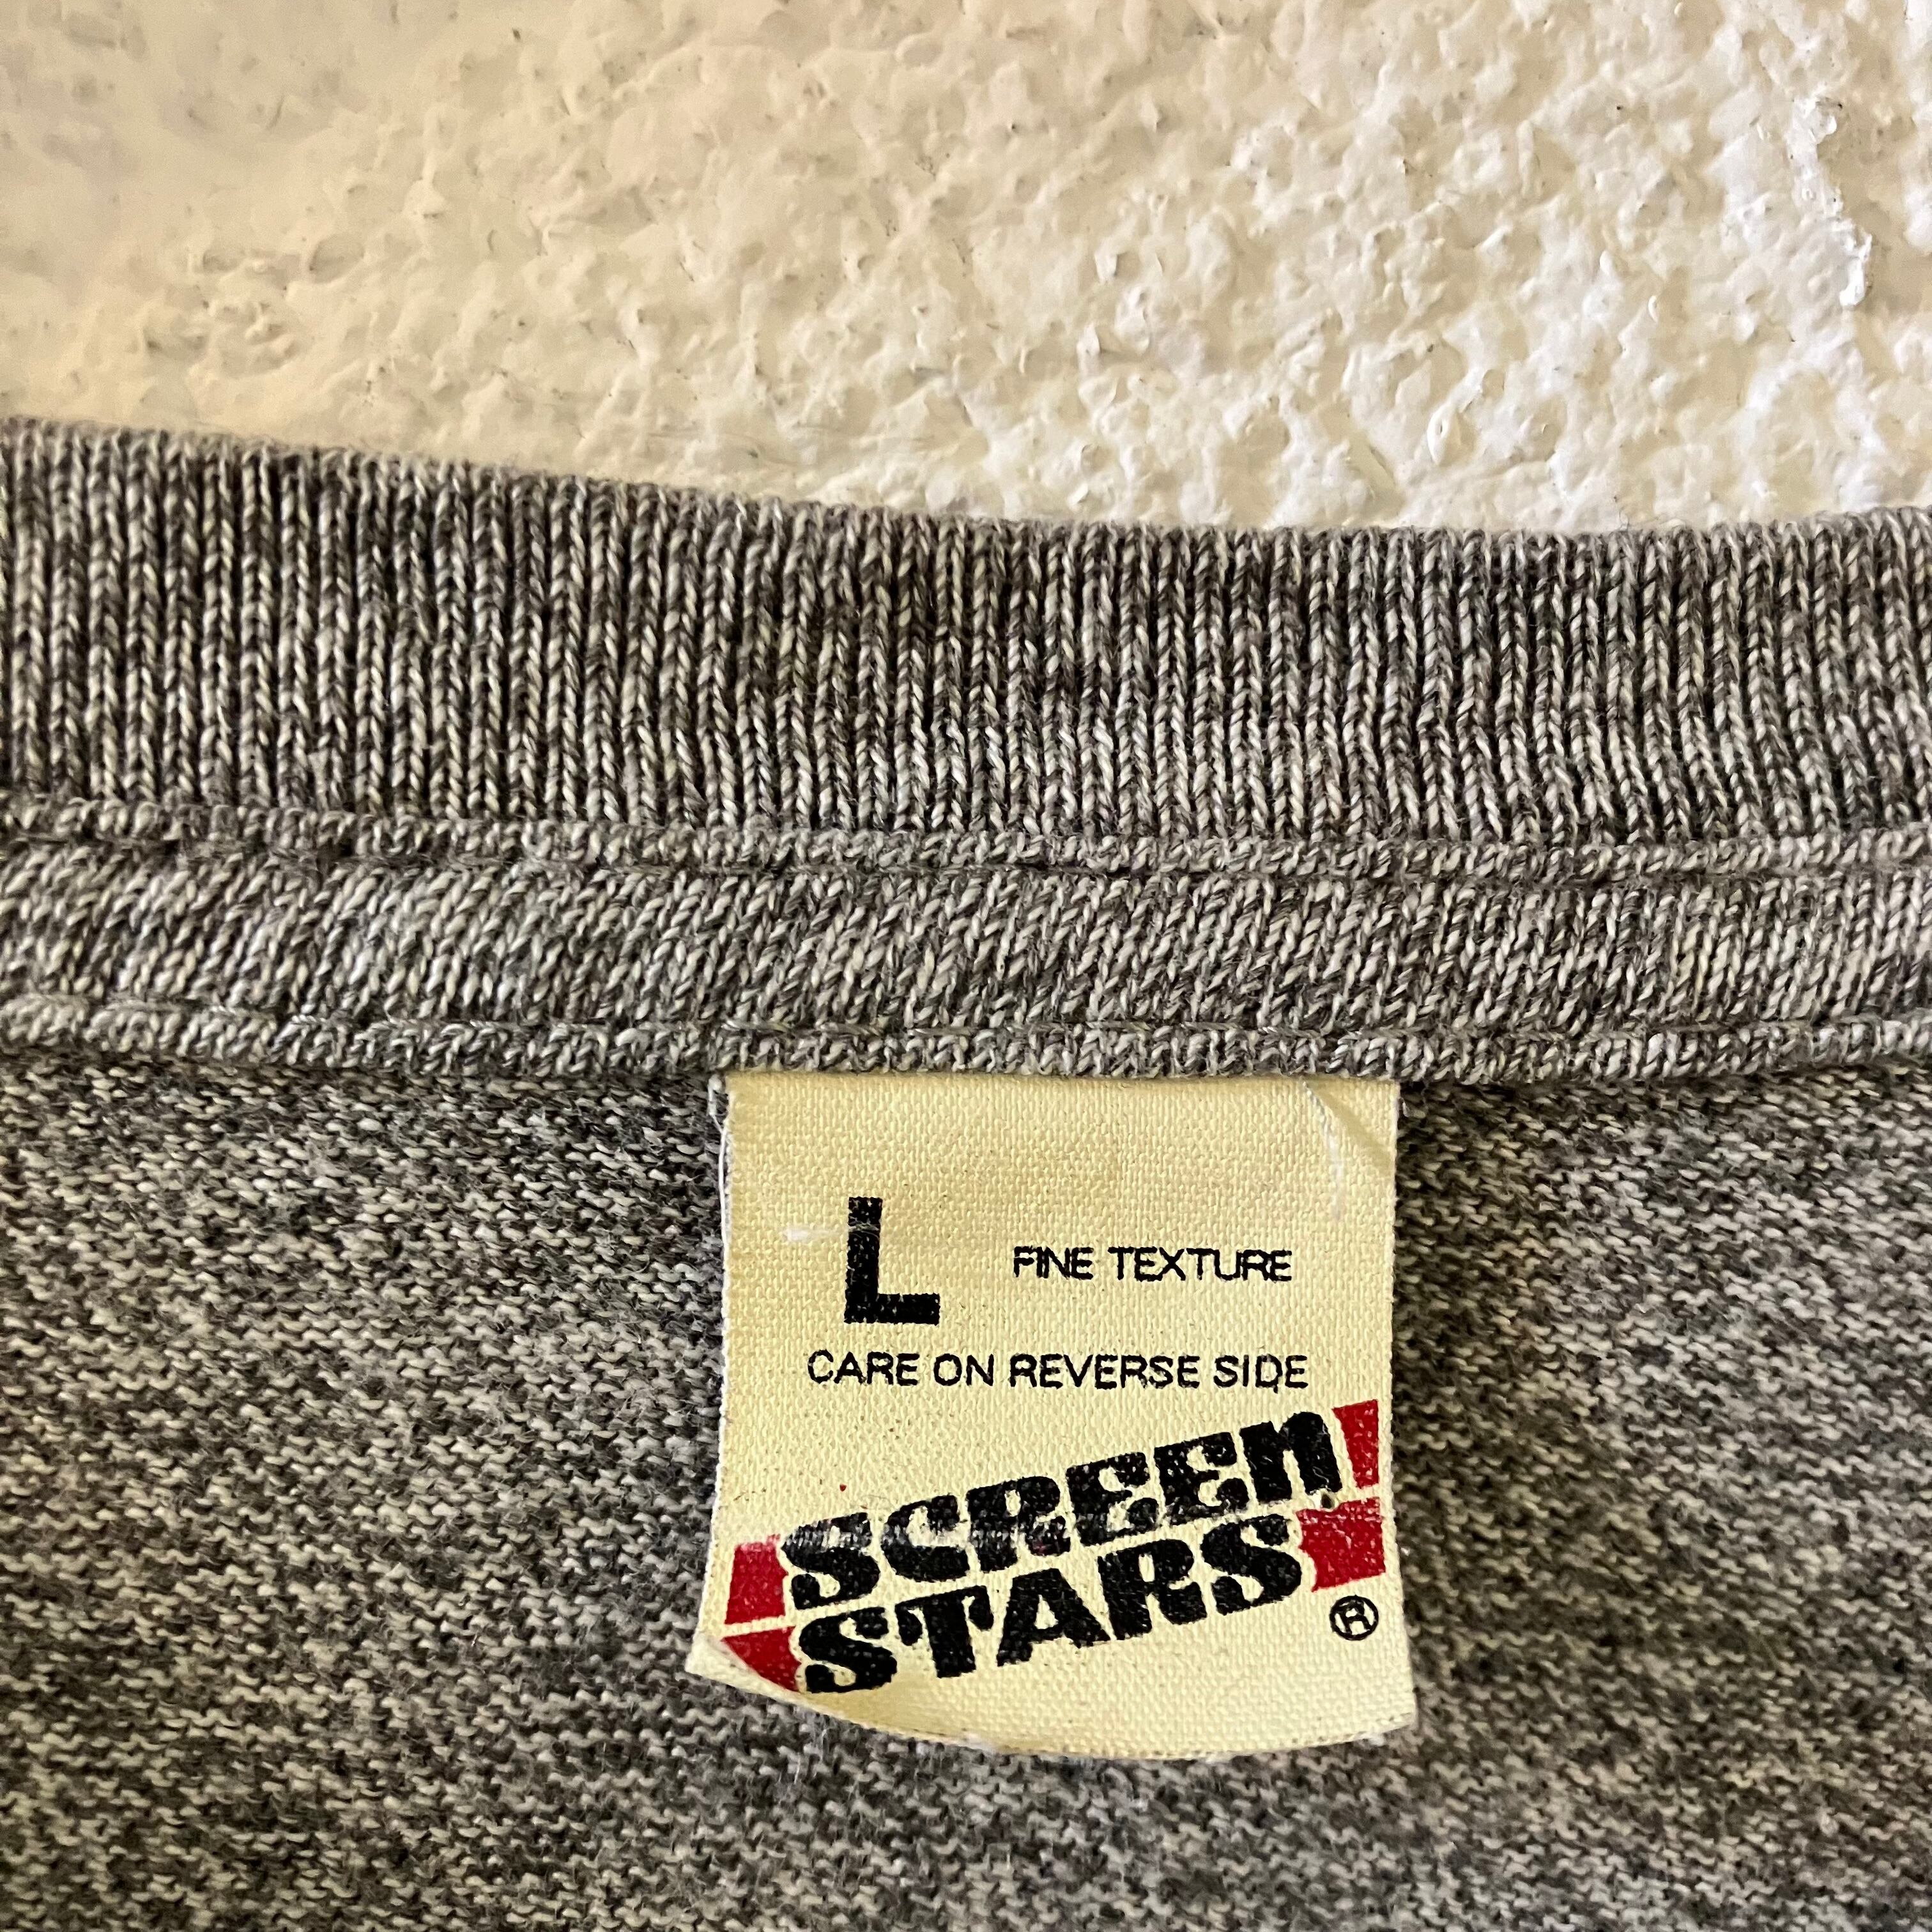 L FINE TEXTURE
CARE ON REVERSE SIDE
SCREEN
STARS ®